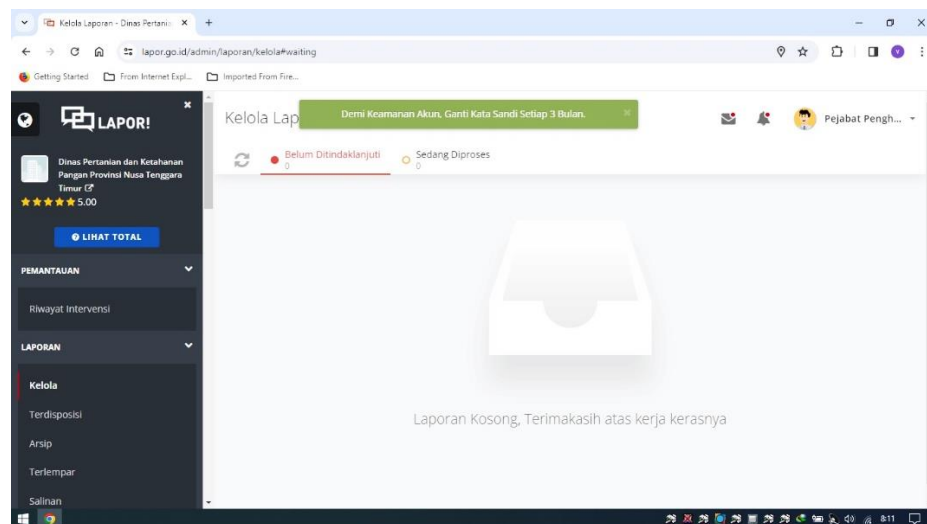 Kelola Laporan - Dinas Pertania
lapor.go.id/admin/laporan/kelola#waiting
Getting Started
From Internet Expl...
Imported From Fire...
LAPOR!
Dinas Pertanian dan Ketahanan
Pangan Provinsi Nusa Tenggara
Timur
5.00
LIHAT TOTAL
PEMANTAUAN
Riwayat Intervensi
LAPORAN
Kelola
Terdisposisi
Arsip
Terlempar
Salinan
Kelola Lap
Demi Keamanan Akun, Ganti Kata Sandi Setiap 3 Bulan.
Pejabat Pengh...
Belum Ditindaklanjuti
0
Sedang Diproses
0
Laporan Kosong, Terimakasih atas kerja kerasnya
8:11